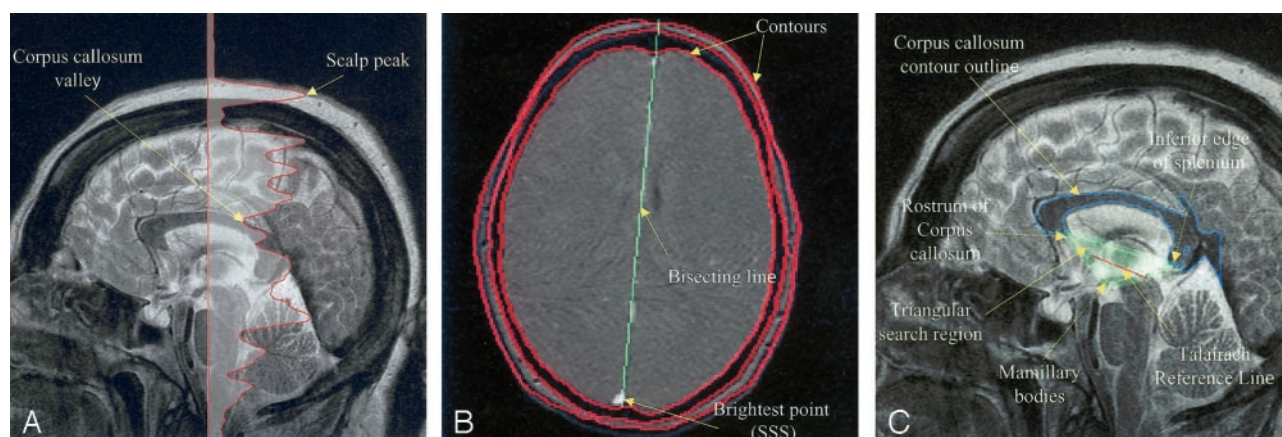 Corpus callosum
valley
Scalp peak
A
Contours
Bisecting line
Brightest point
(SSS)
B
Corpus callosum
contour outline
Inferior edge
of splenium
Rostrum of
Corpus
callosum
Triangular
search region
Mamillary
bodies
Talairach
Reference Line
C